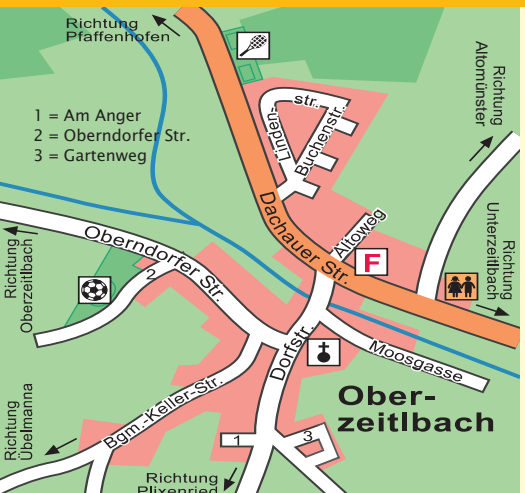 Richtung
Pfaffenhofen
1 = Am Anger
2 = Oberndorfer Str.
3 = Gartenweg
Richtung
Altomünster
Linden-
str.
Buchenstr.
Dachauer Str.
Altoweg
F
Richtung
Unterzeitlbach
Richtung
Oberzeitlbach
Oberndorfer Str.
2
Dorfstr.
Moosgasse
Ober-
zeitlbach
Bgm.-Keller-Str.
1
3
Richtung
Übelmanna
Richtung
Plixenried